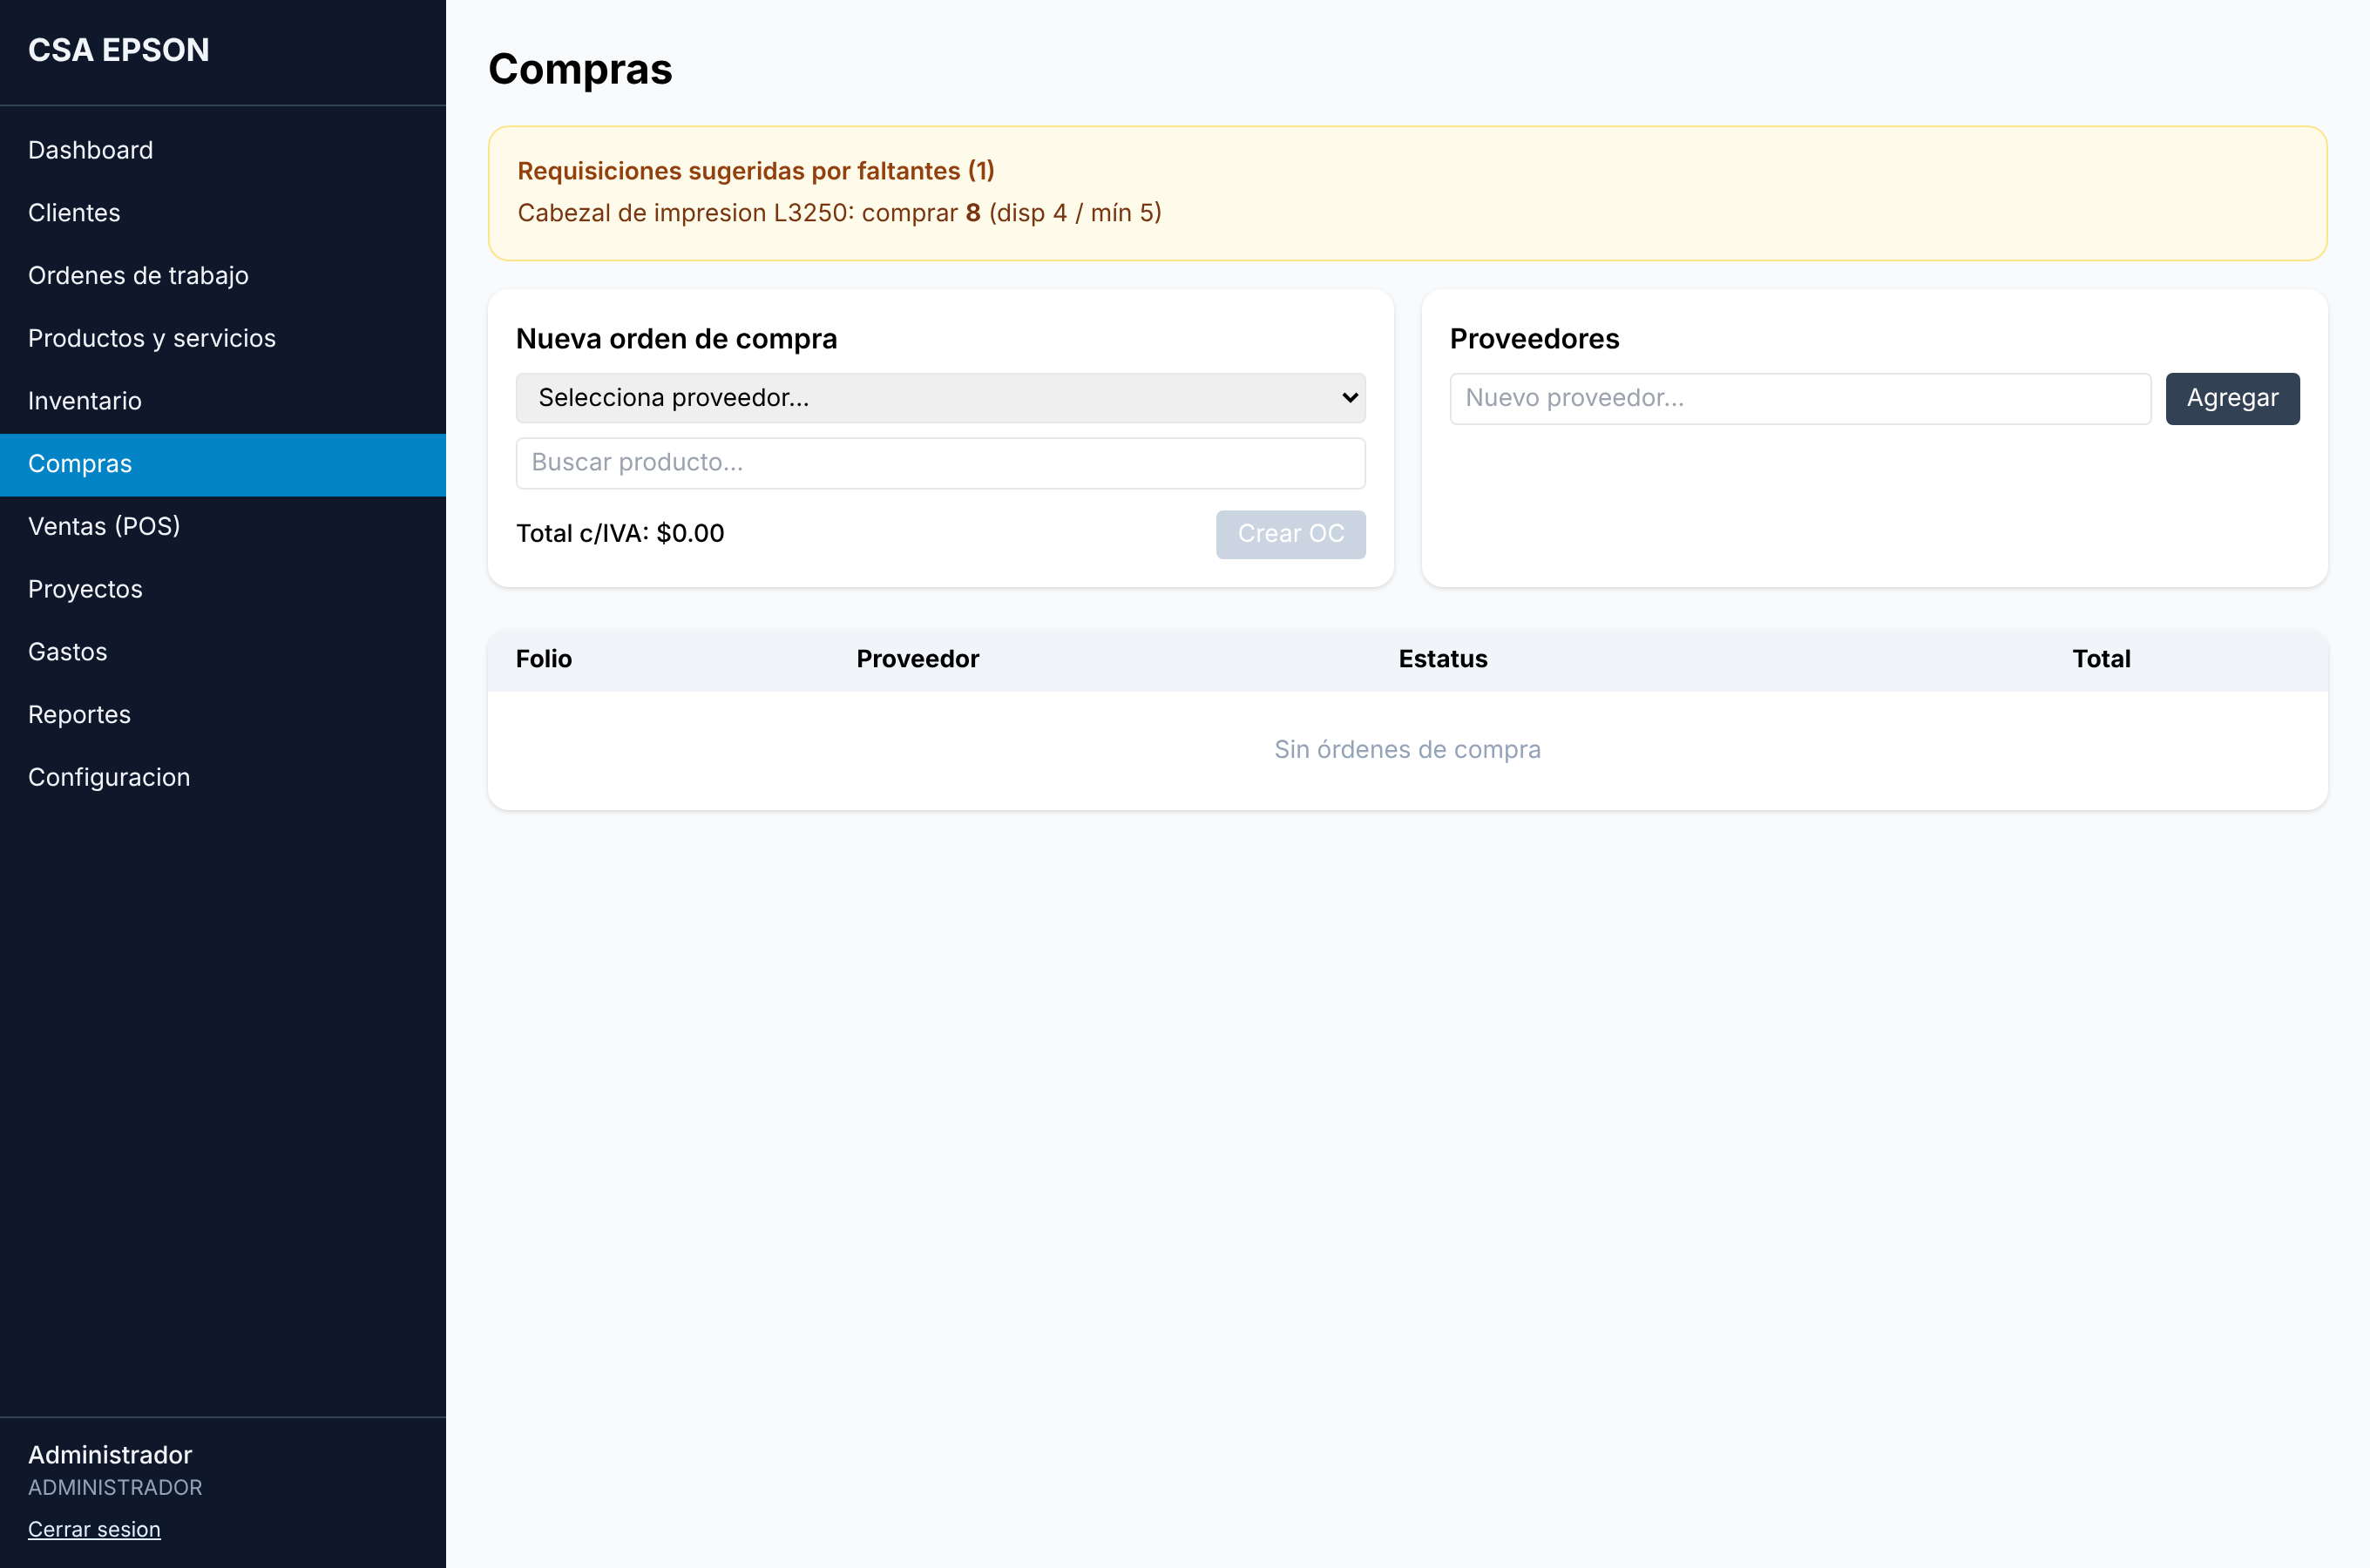 CSA EPSON
Dashboard
Clientes
Ordenes de trabajo
Productos y servicios
Inventario
Compras
Ventas (POS)
Proyectos
Gastos
Reportes
Configuracion
Administrador
ADMINISTRADOR
Cerrar sesion
Compras
Requisiciones sugeridas por faltantes (1)
Cabezal de impresion L3250: comprar 8 (disp 4 / mín 5)
Nueva orden de compra
Selecciona proveedor...
Buscar producto...
Total c/IVA: $0.00
Crear OC
Proveedores
Nuevo proveedor...
Agregar
Folio Proveedor Estatus Total
Sin órdenes de compra